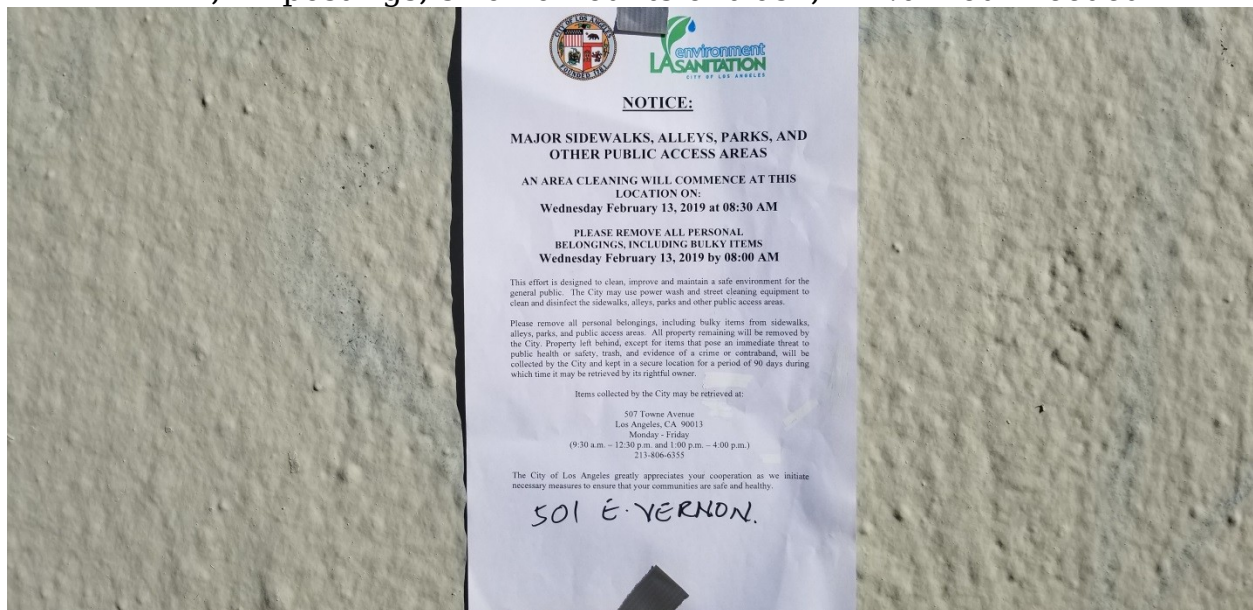 CITY OF LOS ANGELES
FOUNDED 1781
environment
LA SANITATION
CITY OF LOS ANGELES
NOTICE:
MAJOR SIDEWALKS, ALLEYS, PARKS, AND
OTHER PUBLIC ACCESS AREAS
AN AREA CLEANING WILL COMMENCE AT THIS
LOCATION ON:
Wednesday February 13, 2019 at 08:30 AM
PLEASE REMOVE ALL PERSONAL
BELONGINGS, INCLUDING BULKY ITEMS
Wednesday February 13, 2019 by 08:00 AM
This effort is designed to clean, improve and maintain a safe environment for the
general public. The City may use power wash and street cleaning equipment to
clean and disinfect the sidewalks, alleys, parks and other public access areas.
Please remove all personal belongings, including bulky items from sidewalks,
alleys, parks, and public access areas. All property remaining will be removed by
the City. Property left behind, except for items that pose an immediate threat to
public health or safety, trash, and evidence of a crime or contraband, will be
collected by the City and kept in a secure location for a period of 90 days during
which time it may be retrieved by its rightful owner.
Items collected by the City may be retrieved at:
507 Towne Avenue
Los Angeles, CA 90013
Monday - Friday
(9:30 a.m. – 12:30 p.m. and 1:00 p.m. – 4:00 p.m.)
213-806-6355
The City of Los Angeles greatly appreciates your cooperation as we initiate
necessary measures to ensure that your communities are safe and healthy.
501 E. VERNON.